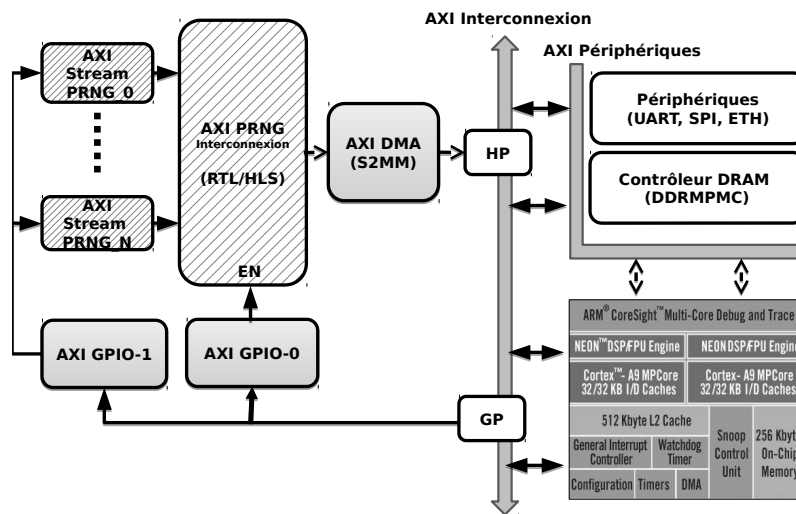 AXI Interconnexion
AXI
Stream
PRNG_0
AXI PRNG
Interconnexion
(RTL/HLS)
EN
AXI
Stream
PRNG_N
AXI DMA
(S2MM)
HP
AXI Périphériques
Périphériques
(UART, SPI, ETH)
Contrôleur DRAM
(DDRMPMC)
AXI GPIO-1
AXI GPIO-0
GP
ARM® CoreSight™ Multi-Core Debug and Trace
NEON™ DSP/FPU Engine
NEON DSP/FPU Engine
Cortex™- A9 MPCore
32/32 KB I/D Caches
Cortex- A9 MPCore
32/32 KB I/D Caches
512 Kbyte L2 Cache
General Interrupt
Controller
Watchdog
Timer
Configuration
Timers
DMA
Snoop
Control
Unit
256 Kbyt
On-Chip
Memory